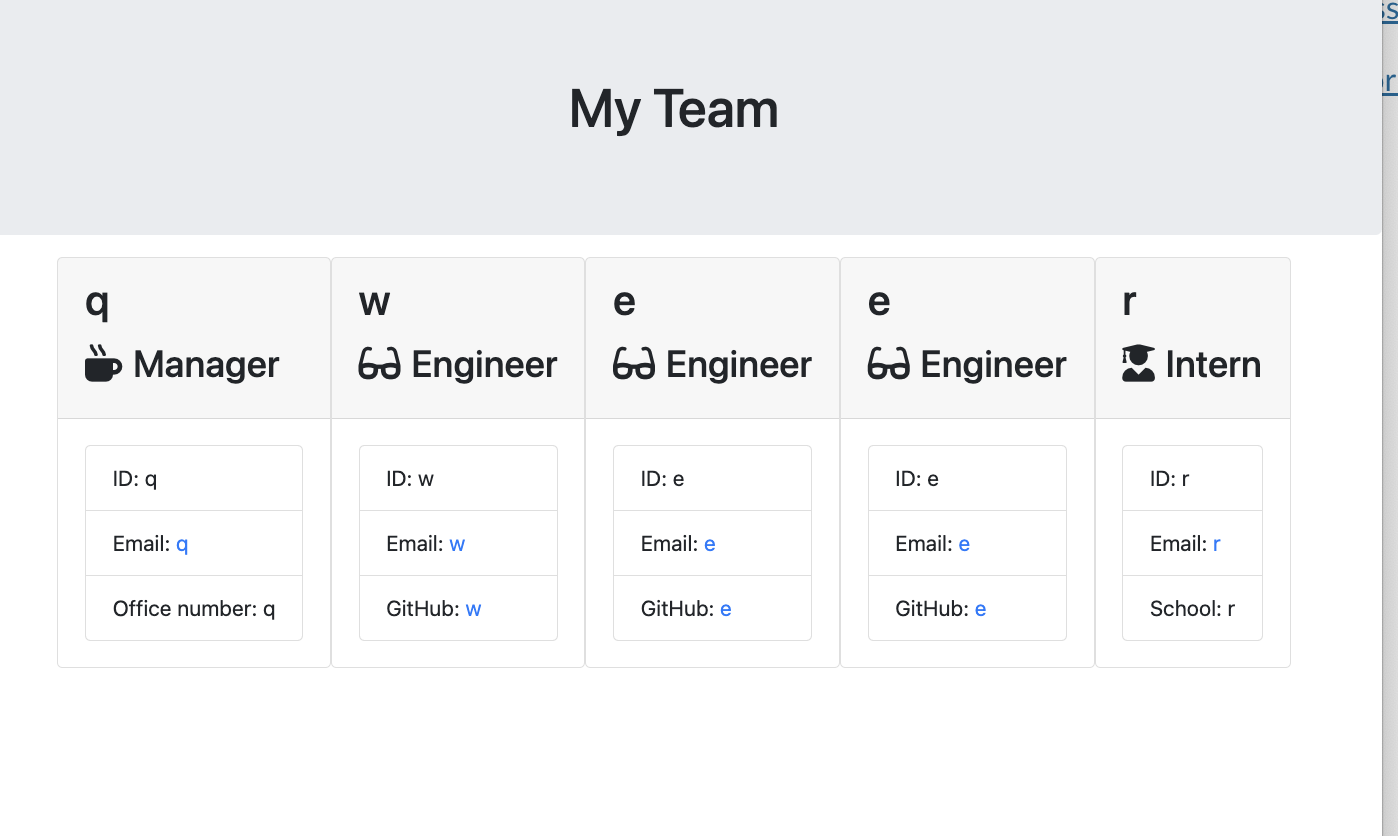 My Team
q
Manager
ID: q
Email: q
Office number: q
w
Engineer
ID: w
Email: w
GitHub: w
e
Engineer
ID: e
Email: e
GitHub: e
e
Engineer
ID: e
Email: e
GitHub: e
r
Intern
ID: r
Email: r
School: r